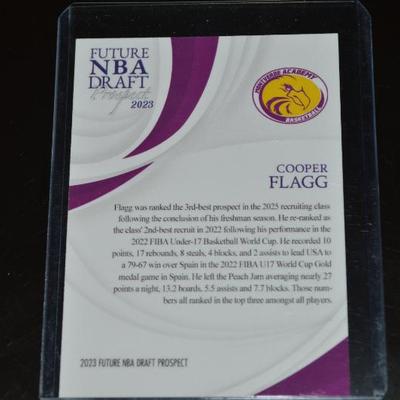 FUTURE
NBA
DRAFT
Prospect
2023
MONTVERDE ACADEMY
BASKETBALL
COOPER
FLAGG
Flagg was ranked the 3rd-best prospect in the 2025 recruiting class
following the conclusion of his freshman season. He re-ranked as
the class' 2nd-best recruit in 2022 following his performance in the
2022 FIBA Under-17 Basketball World Cup. He recorded 10
points, 17 rebounds, 8 steals, 4 blocks, and 2 assists to lead USA to
a 79-67 win over Spain in the 2022 FIBA U17 World Cup Gold
medal game in Spain. He left the Peach Jam averaging nearly 27
points a night, 13.2 boards, 5.5 assists and 7.7 blocks. Those num-
bers all ranked in the top three amongst all players.
2023 FUTURE NBA DRAFT PROSPECT